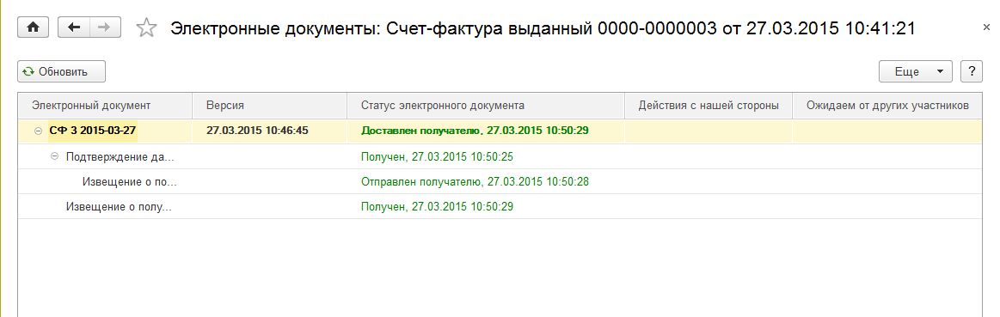 Электронные документы: Счет-фактура выданный 0000-0000003 от 27.03.2015 10:41:21
Обновить Еще ?
Электронный документ Версия Статус электронного документа Действия с нашей стороны Ожидаем от других участников
СФ 3 2015-03-27 27.03.2015 10:46:45 Доставлен получателю, 27.03.2015 10:50:29
Подтверждение да... Получен, 27.03.2015 10:50:25
Извещение о по... Отправлен получателю, 27.03.2015 10:50:28
Извещение о полу... Получен, 27.03.2015 10:50:29